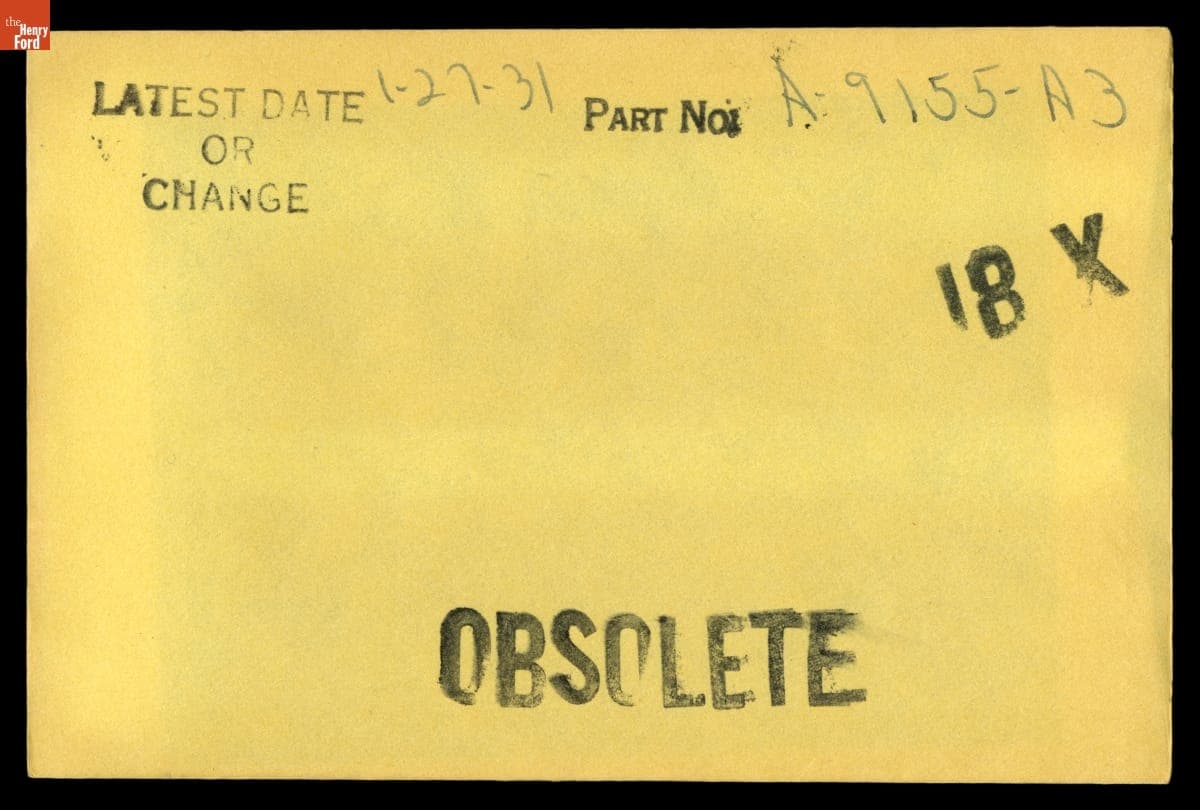 the
Henry
Ford
LATEST DATE 1-27-31 PART NO. A-9155-A3
OR
CHANGE
18 X
OBSOLETE